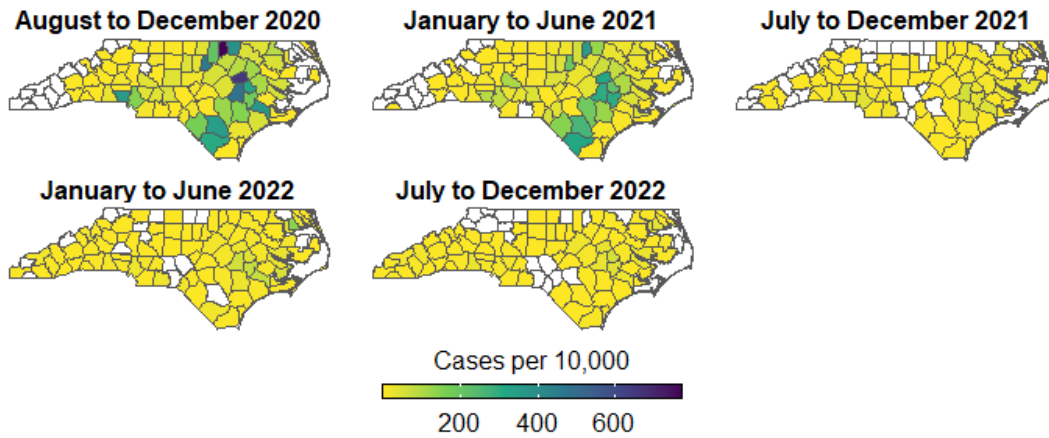 August to December 2020
January to June 2021
July to December 2021
January to June 2022
July to December 2022
Cases per 10,000
200 400 600